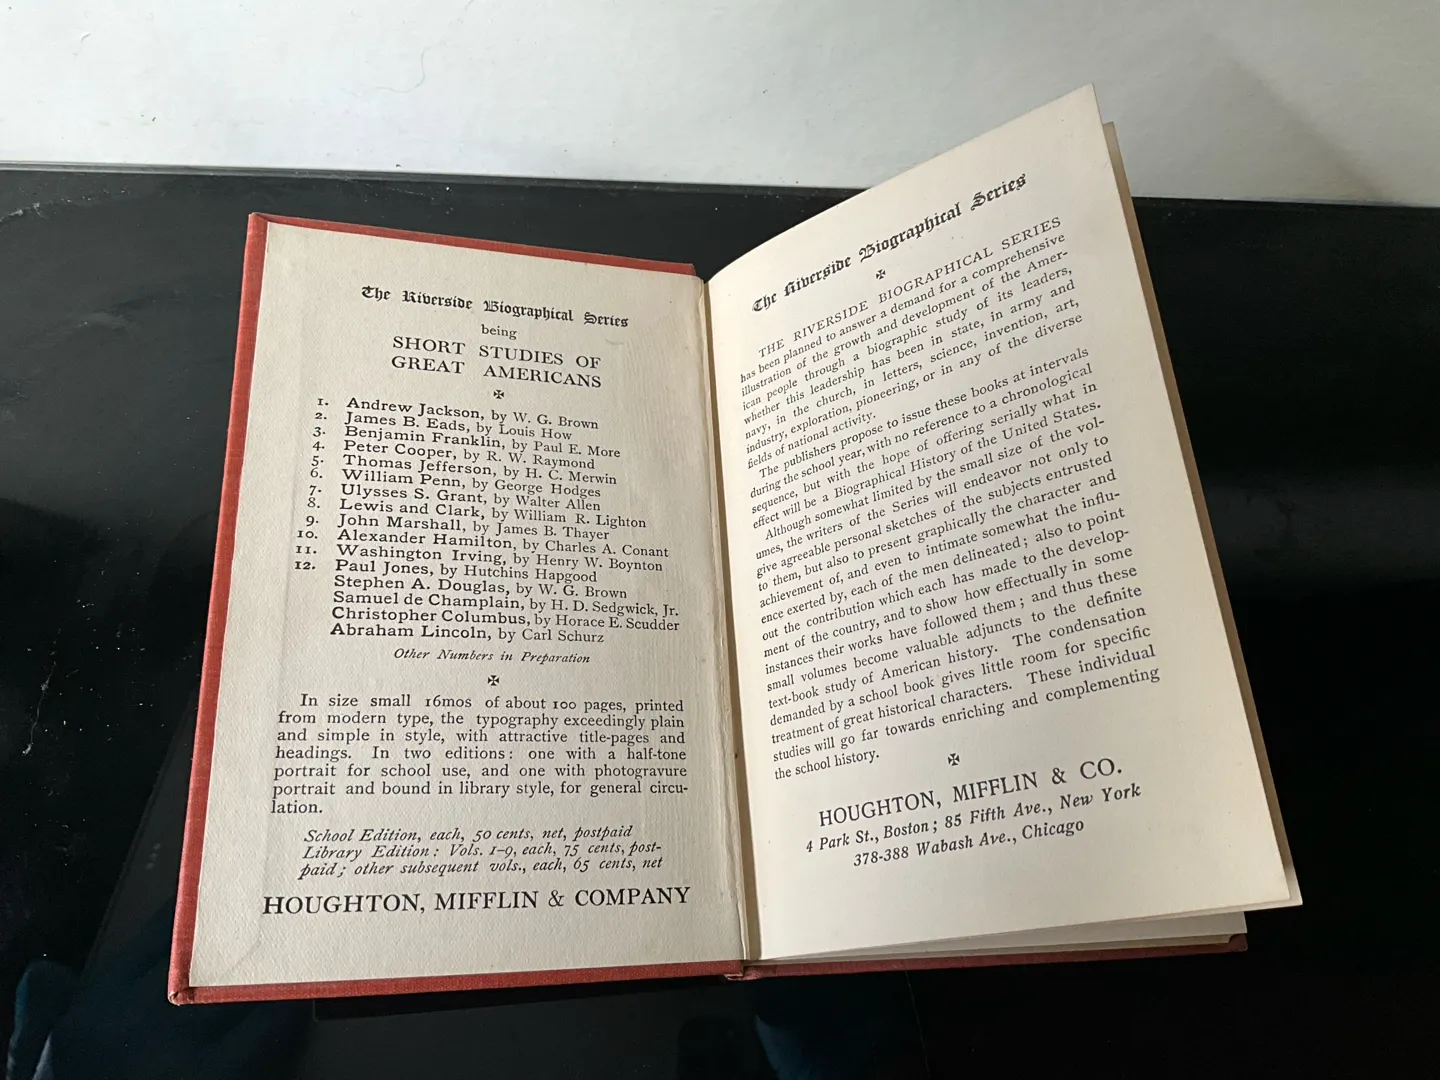 The Riverside Biographical Series
being
SHORT STUDIES OF
GREAT AMERICANS
✠
1. Andrew Jackson, by W. G. Brown
2. James B. Eads, by Louis How
3. Benjamin Franklin, by Paul E. More
4. Peter Cooper, by R. W. Raymond
5. Thomas Jefferson, by H. C. Merwin
6. William Penn, by George Hodges
7. Ulysses S. Grant, by Walter Allen
8. Lewis and Clark, by William R. Lighton
9. John Marshall, by James B. Thayer
10. Alexander Hamilton, by Charles A. Conant
11. Washington Irving, by Henry W. Boynton
12. Paul Jones, by Hutchins Hapgood
Stephen A. Douglas, by W. G. Brown
Samuel de Champlain, by H. D. Sedgwick, Jr.
Christopher Columbus, by Horace E. Scudder
Abraham Lincoln, by Carl Schurz
Other Numbers in Preparation
✠
In size small 16mos of about 100 pages, printed
from modern type, the typography exceedingly plain
and simple in style, with attractive title-pages and
headings. In two editions: one with a half-tone
portrait for school use, and one with photogravure
portrait and bound in library style, for general circu-
lation.
School Edition, each, 50 cents, net, postpaid
Library Edition: Vols. 1–9, each, 75 cents, post-
paid; other subsequent vols., each, 65 cents, net
HOUGHTON, MIFFLIN & COMPANY
The Riverside Biographical Series
✠
THE RIVERSIDE BIOGRAPHICAL SERIES
has been planned to answer a demand for a comprehensive
illustration of the growth and development of the Amer-
ican people through a biographic study of its leaders,
whether this leadership has been in state, in army and
navy, in the church, in letters, science, invention, art,
industry, exploration, pioneering, or in any of the diverse
fields of national activity.
The publishers propose to issue these books at intervals
during the school year, with no reference to a chronological
sequence, but with the hope of offering serially what in
effect will be a Biographical History of the United States.
Although somewhat limited by the small size of the vol-
umes, the writers of the Series will endeavor not only to
give agreeable personal sketches of the subjects entrusted
to them, but also to present graphically the character and
achievement of, and even to intimate somewhat the influ-
ence exerted by, each of the men delineated; also to point
out the contribution which each has made to the develop-
ment of the country, and to show how effectually in some
instances their works have followed them; and thus these
small volumes become valuable adjuncts to the definite
text-book study of American history. The condensation
demanded by a school book gives little room for specific
treatment of great historical characters. These individual
studies will go far towards enriching and complementing
the school history.
✠
HOUGHTON, MIFFLIN & CO.
4 Park St., Boston; 85 Fifth Ave., New York
378-388 Wabash Ave., Chicago